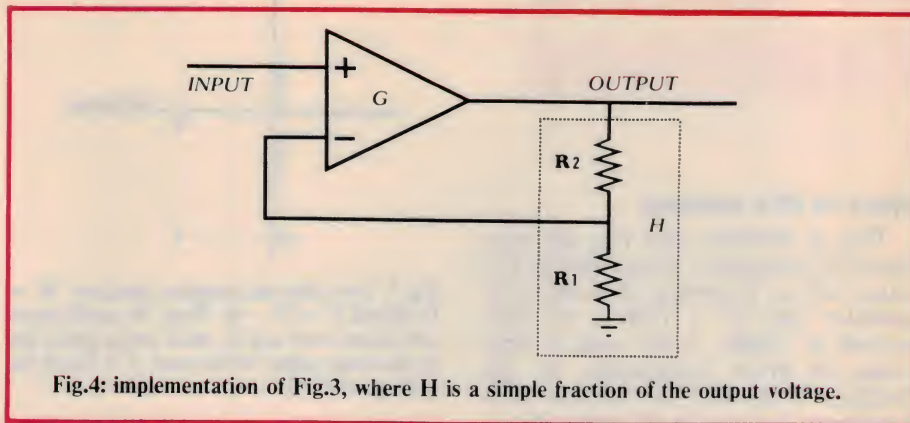 INPUT
+
G
−
OUTPUT
R2
H
R1
Fig.4: implementation of Fig.3, where H is a simple fraction of the output voltage.